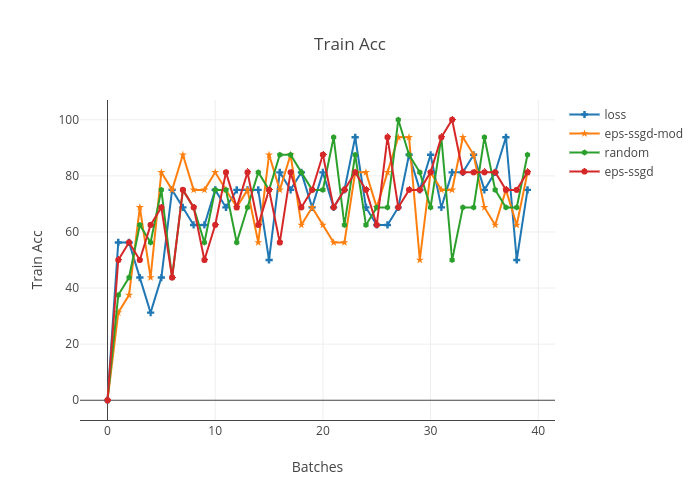 Train Acc
loss
eps-ssgd-mod
random
eps-ssgd
Train Acc
100
80
60
40
20
0
0 10 20 30 40
Batches